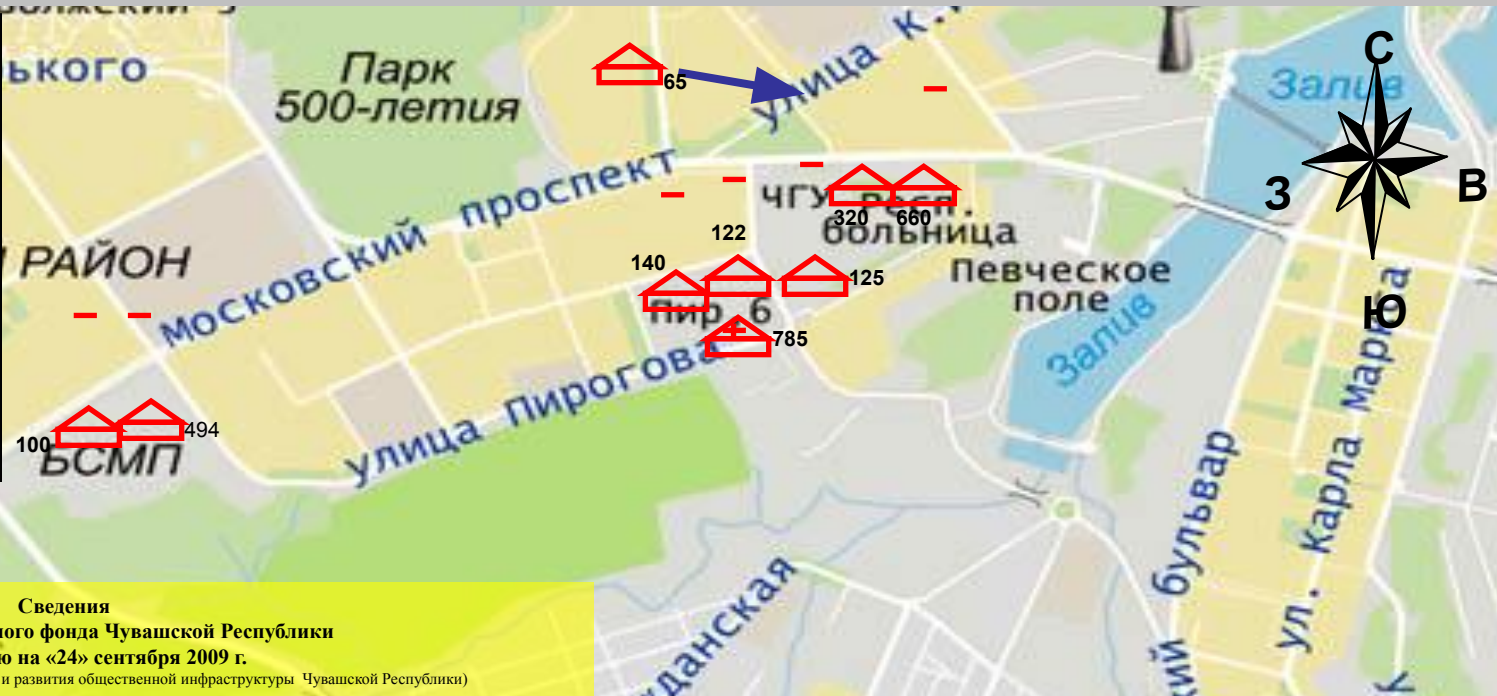 ького
Парк
500-летия
65
улица к.
Залив
С
З
В
Ю
Московский проспект
ЧГУ
320
660
больница
122
140
125
Пир.6
785
Певческое
поле
Залив
РАЙОН
улица Пирогова
100
494
БСМП
бульвар
ул. Карла Маркса
Сведения
ного фонда Чувашской Республики
ю на «24» сентября 2009 г.
и развития общественной инфраструктуры Чувашской Республики)
жданская
кий